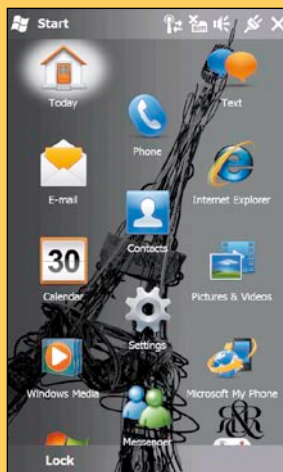 Start
Today
Text
Phone
E-mail
Internet Explorer
Contacts
30
Calendar
Pictures & Videos
Settings
Windows Media
Microsoft My Phone
R&R
Messenger
Lock